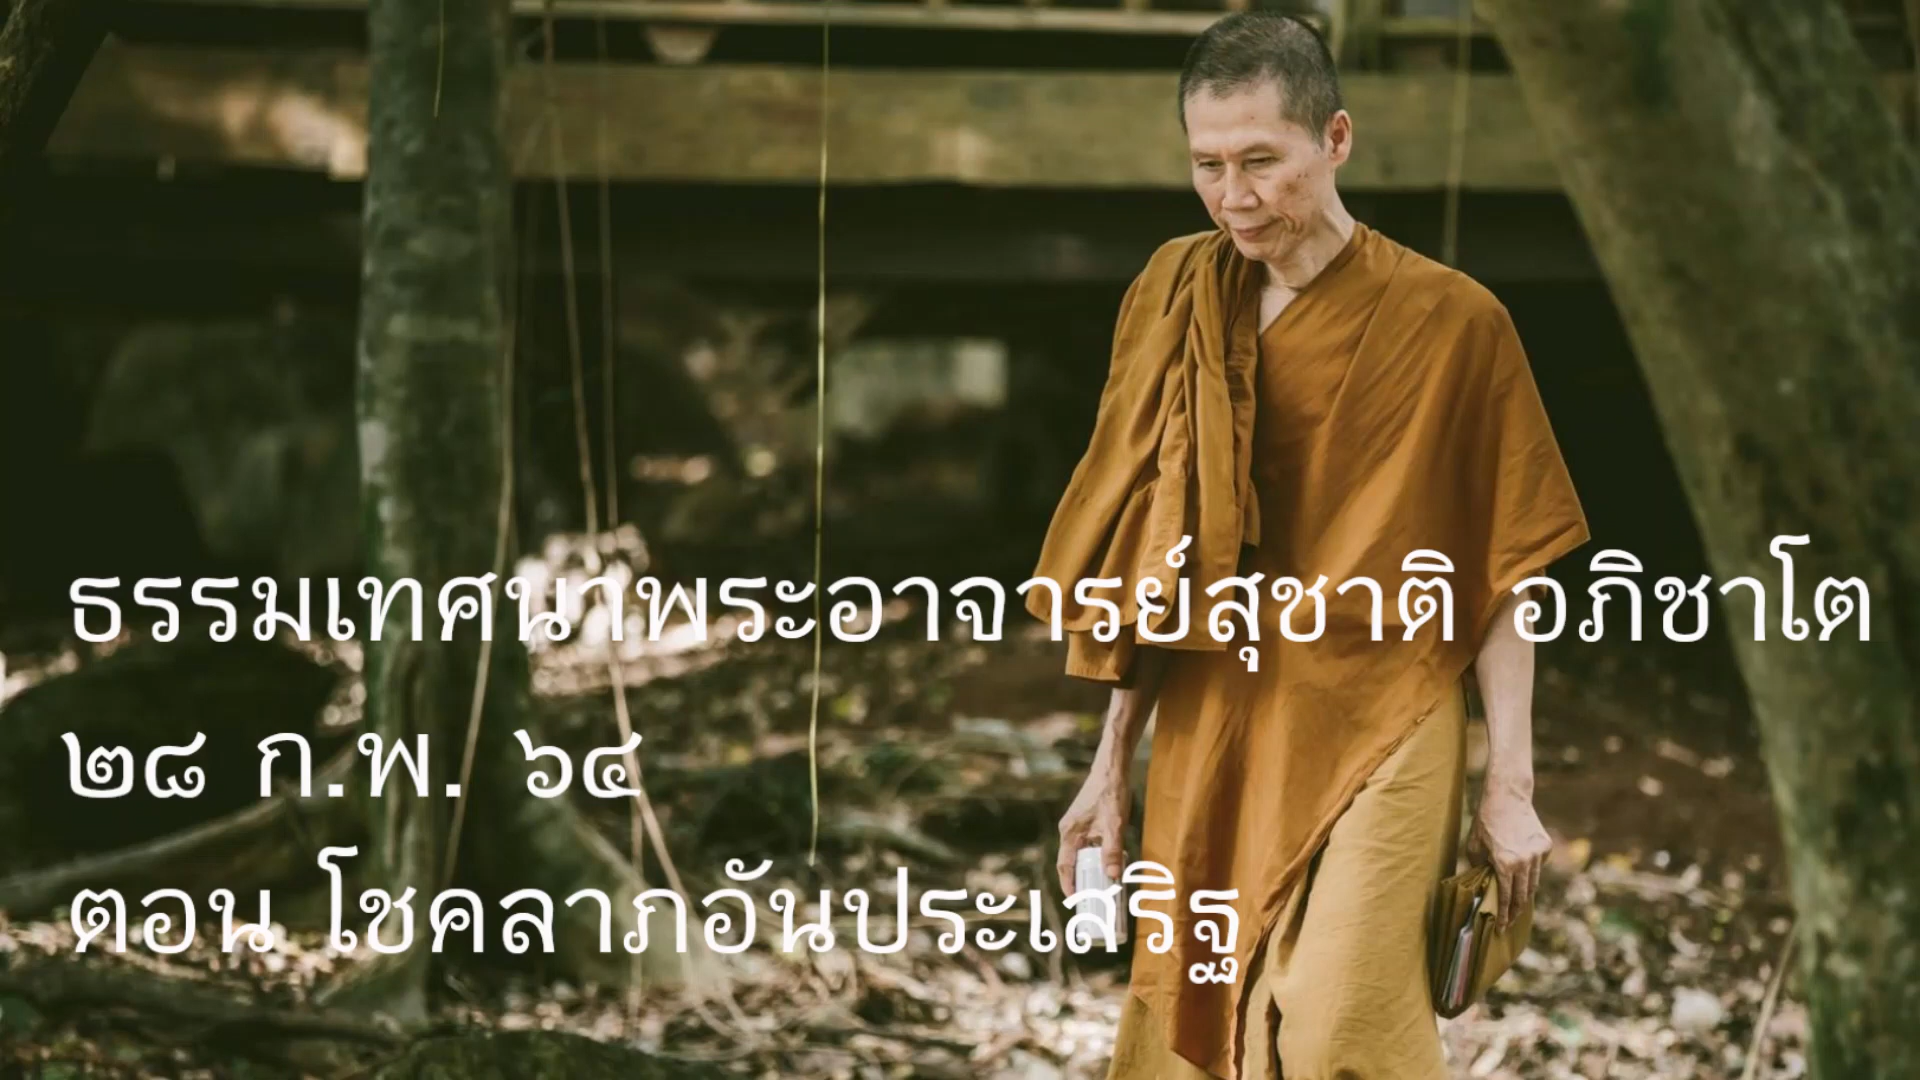 ธรรมเทศนาพระอาจารย์สุชาติ อภิชาโต
๒๘ ก.พ. ๖๔
ตอน โชคลาภอันประเสริฐ